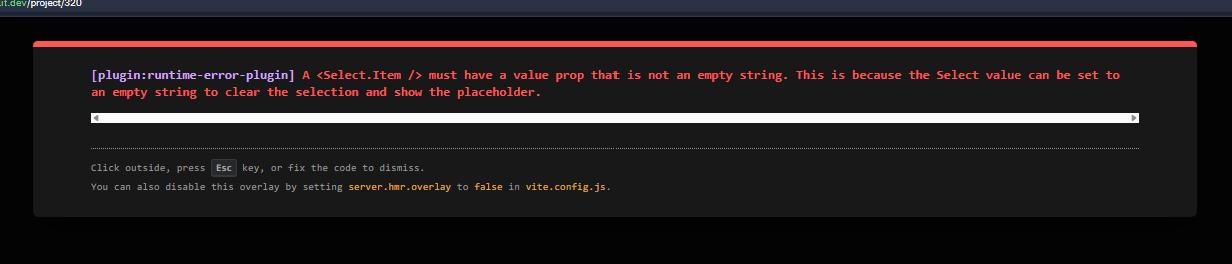 ut.dev/project/320
[plugin:runtime-error-plugin] A <Select.Item /> must have a value prop that is not an empty string. This is because the Select value can be set to
an empty string to clear the selection and show the placeholder.
Click outside, press Esc key, or fix the code to dismiss.
You can also disable this overlay by setting server.hmr.overlay to false in vite.config.js.